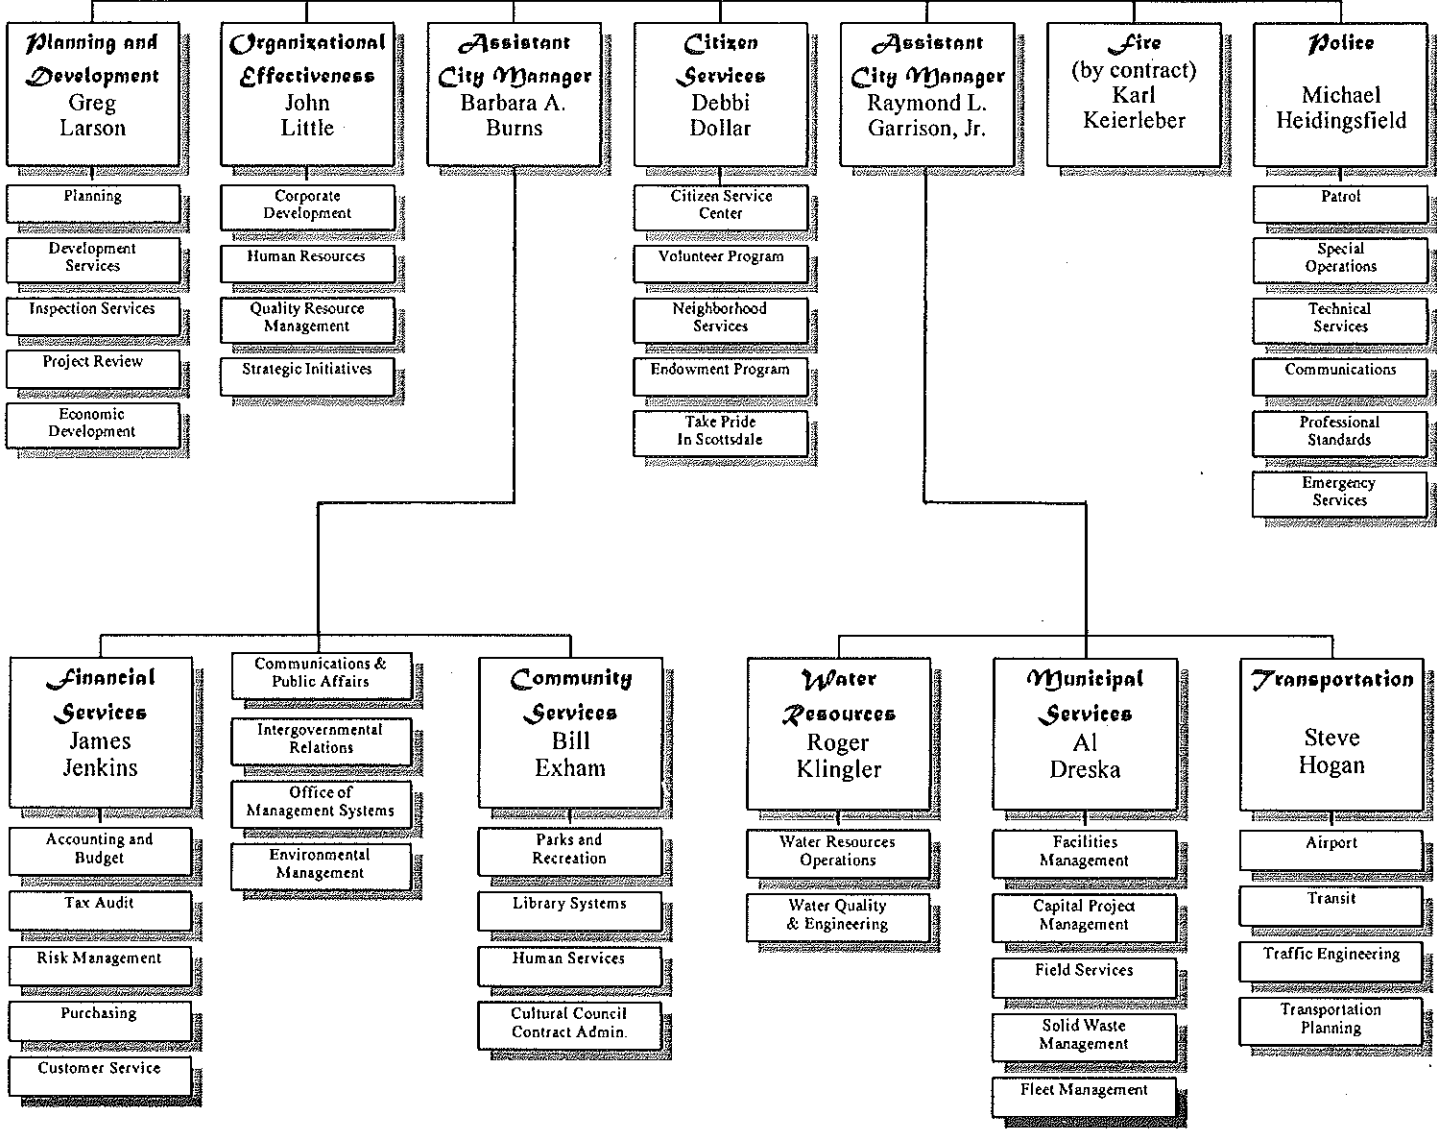 Planning and
Development
Greg
Larson
Planning
Development
Services
Inspection Services
Project Review
Economic
Development
Organizational
Effectiveness
John
Little
Corporate
Development
Human Resources
Quality Resource
Management
Strategic Initiatives
Assistant
City Manager
Barbara A.
Burns
Citizen
Services
Debbi
Dollar
Citizen Service
Center
Volunteer Program
Neighborhood
Services
Endowment Program
Take Pride
In Scottsdale
Assistant
City Manager
Raymond L.
Garrison, Jr.
Fire
(by contract)
Karl
Keierleber
Police
Michael
Heidingsfield
Patrol
Special
Operations
Technical
Services
Communications
Professional
Standards
Emergency
Services
Financial
Services
James
Jenkins
Accounting and
Budget
Tax Audit
Risk Management
Purchasing
Customer Service
Communications &
Public Affairs
Intergovernmental
Relations
Office of
Management Systems
Environmental
Management
Community
Services
Bill
Exham
Parks and
Recreation
Library Systems
Human Services
Cultural Council
Contract Admin.
Water
Resources
Roger
Klingler
Water Resources
Operations
Water Quality
& Engineering
Municipal
Services
Al
Dreska
Facilities
Management
Capital Project
Management
Field Services
Solid Waste
Management
Fleet Management
Transportation
Steve
Hogan
Airport
Transit
Traffic Engineering
Transportation
Planning